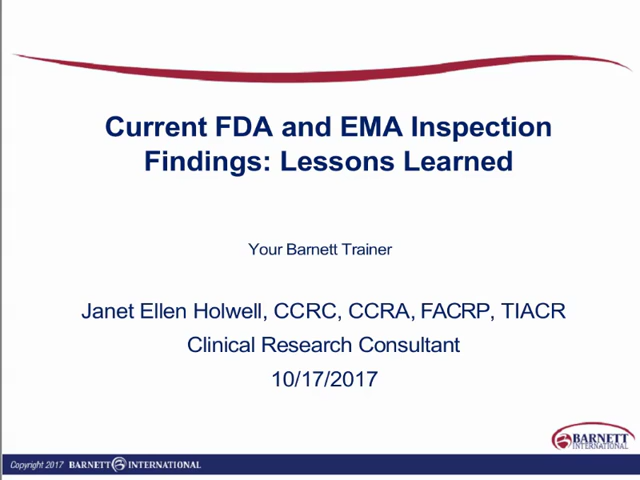 Current FDA and EMA Inspection
Findings: Lessons Learned
Your Barnett Trainer
Janet Ellen Holwell, CCRC, CCRA, FACRP, TIACR
Clinical Research Consultant
10/17/2017
BARNETT
INTERNATIONAL
Copyright 2017 BARNETT INTERNATIONAL